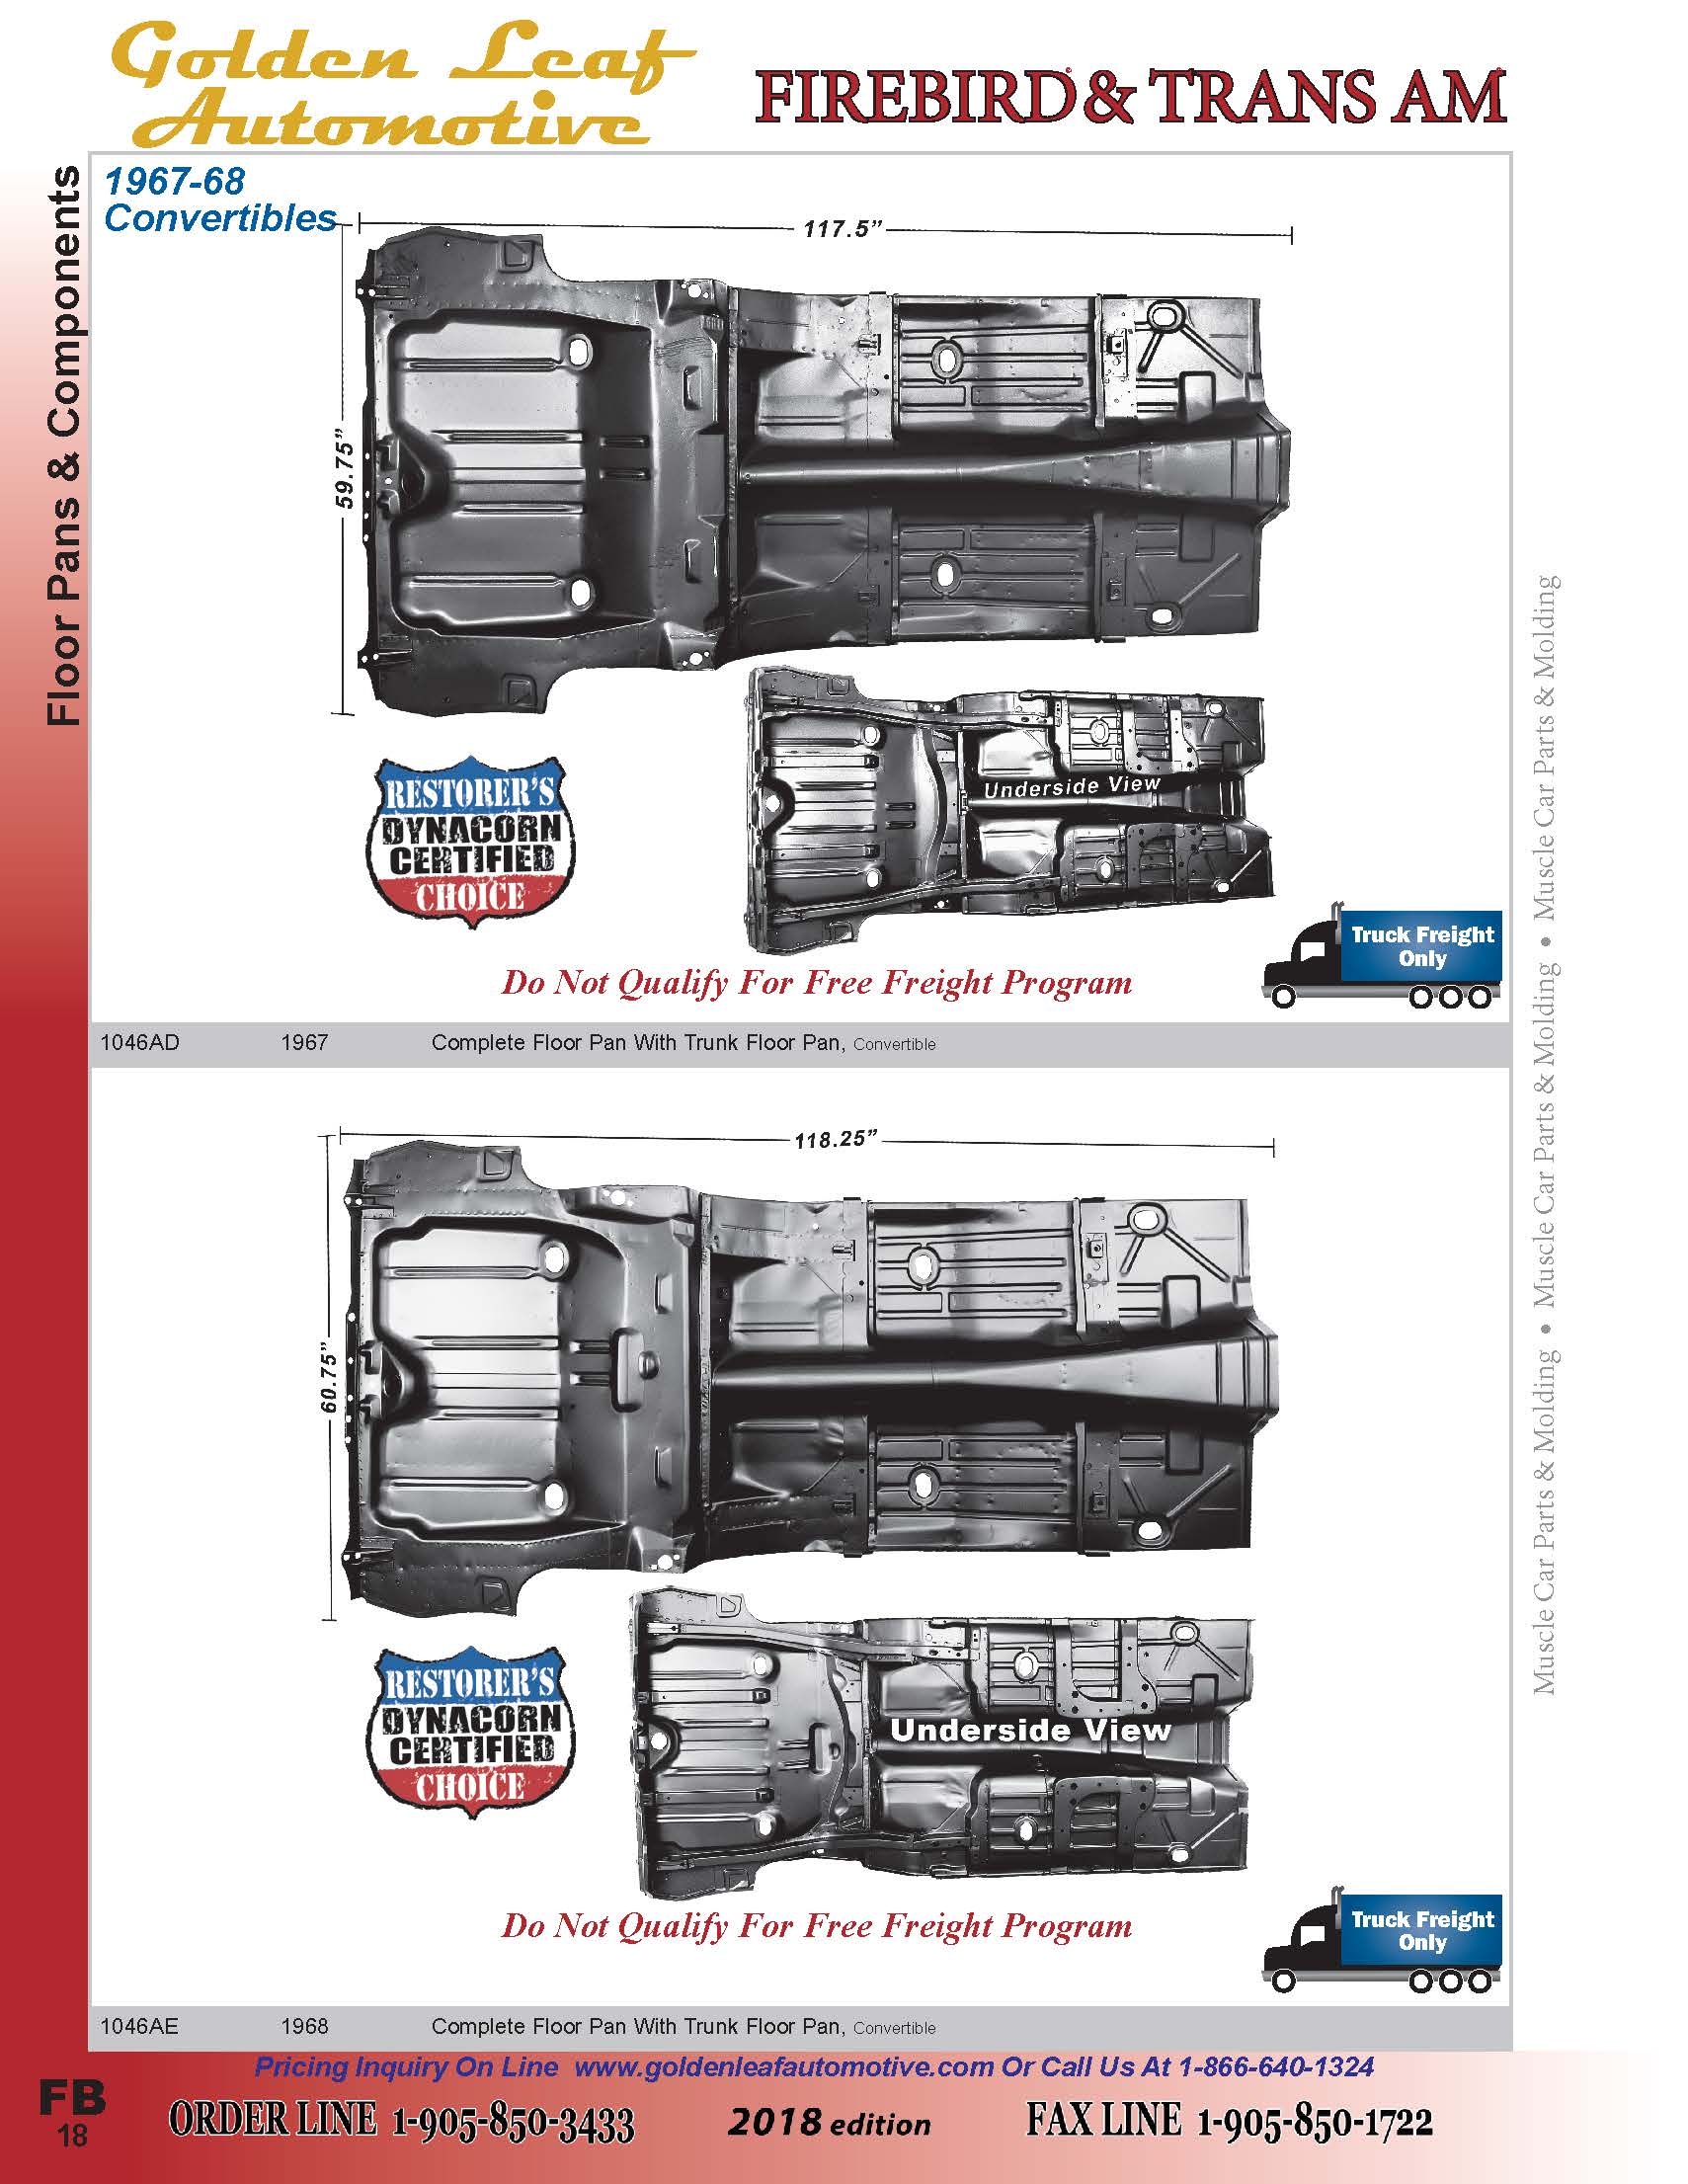 Golden Leaf
Automotive
FIREBIRD & TRANS AM
Floor Pans & Components
1967-68
Convertibles
117.5”
59.75”
Underside View
RESTORER'S
DYNACORN
CERTIFIED
CHOICE
Truck Freight
Only
Do Not Qualify For Free Freight Program
1046AD 1967 Complete Floor Pan With Trunk Floor Pan, Convertible
118.25”
60.75”
Underside View
RESTORER'S
DYNACORN
CERTIFIED
CHOICE
Truck Freight
Only
Do Not Qualify For Free Freight Program
1046AE 1968 Complete Floor Pan With Trunk Floor Pan, Convertible
Muscle Car Parts & Molding • Muscle Car Parts & Molding • Muscle Car Parts & Molding
Pricing Inquiry On Line www.goldenleafautomotive.com Or Call Us At 1-866-640-1324
FB
18
ORDER LINE 1-905-850-3433
2018 edition
FAX LINE 1-905-850-1722